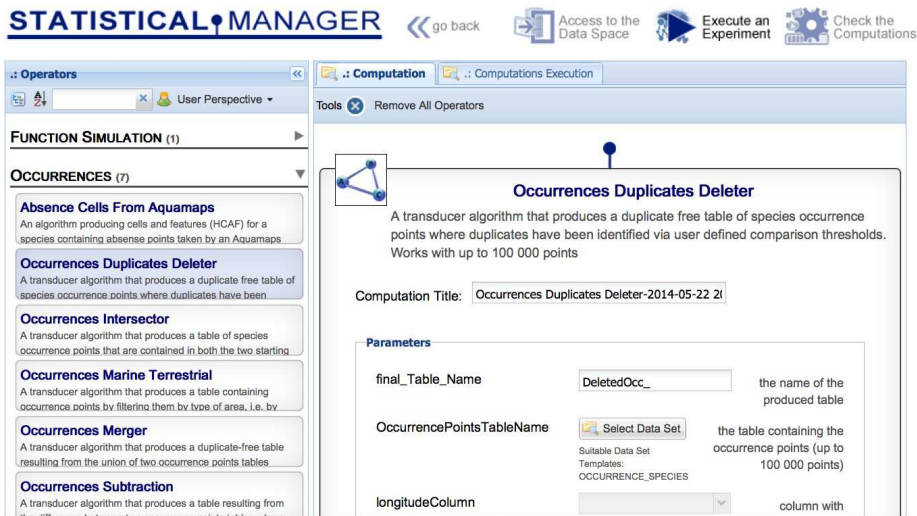 STATISTICAL MANAGER
go back
Access to the
Data Space
Execute an
Experiment
Check the
Computations
.: Operators
User Perspective
FUNCTION SIMULATION (1)
OCCURRENCES (7)
Absence Cells From Aquamaps
An algorithm producing cells and features (HCAF) for a
species containing absense points taken by an Aquamaps
Occurrences Duplicates Deleter
A transducer algorithm that produces a duplicate free table of
species occurrence points where duplicates have been
Occurrences Intersector
A transducer algorithm that produces a table of species
occurrence points that are contained in both the two starting
Occurrences Marine Terrestrial
A transducer algorithm that produces a table containing
occurrence points by filtering them by type of area, i.e. by
Occurrences Merger
A transducer algorithm that produces a duplicate-free table
resulting from the union of two occurrence points tables
Occurrences Subtraction
A transducer algorithm that produces a table resulting from
.: Computation
.: Computations Execution
Tools
Remove All Operators
A
B
C
Occurrences Duplicates Deleter
A transducer algorithm that produces a duplicate free table of species occurrence
points where duplicates have been identified via user defined comparison thresholds.
Works with up to 100 000 points
Computation Title: Occurrences Duplicates Deleter-2014-05-22
Parameters
final_Table_Name
DeletedOcc_
the name of the
produced table
OccurrencePointsTableName
Select Data Set
Suitable Data Set
Templates:
OCCURRENCE_SPECIES
the table containing the
occurrence points (up to
100 000 points)
longitudeColumn
column with